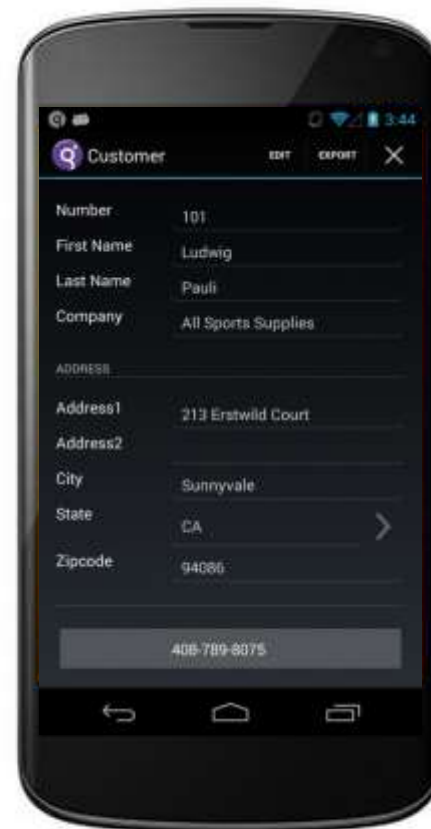 3:44
Customer EDIT EXPORT
Number 101
First Name Ludwig
Last Name Pauli
Company All Sports Supplies
ADDRESS
Address1 213 Erstwild Court
Address2
City Sunnyvale
State CA
Zipcode 94086
408-789-8075